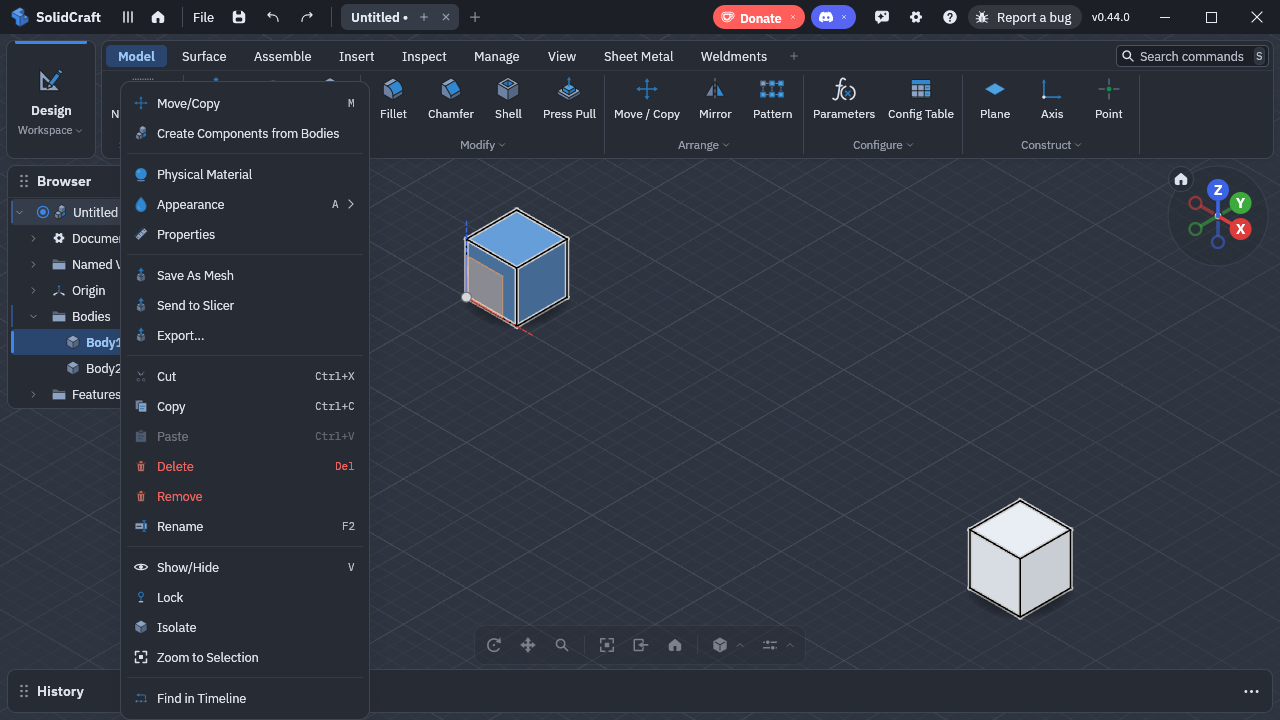 SolidCraft
File
Untitled •
Donate
Report a bug
v0.44.0
Design
Workspace
Model
Surface
Assemble
Insert
Inspect
Manage
View
Sheet Metal
Weldments
Search commands
S
Fillet
Chamfer
Shell
Press Pull
Move / Copy
Mirror
Pattern
Parameters
Config Table
Plane
Axis
Point
Modify
Arrange
Configure
Construct
Browser
Untitled
Origin
Bodies
Body2
Features
Move/Copy M
Create Components from Bodies
Physical Material
Appearance A
Properties
Save As Mesh
Send to Slicer
Export...
Cut Ctrl+X
Copy Ctrl+C
Paste Ctrl+V
Delete Del
Remove
Rename F2
Show/Hide V
Lock
Isolate
Zoom to Selection
Find in Timeline
Z
Y
X
History